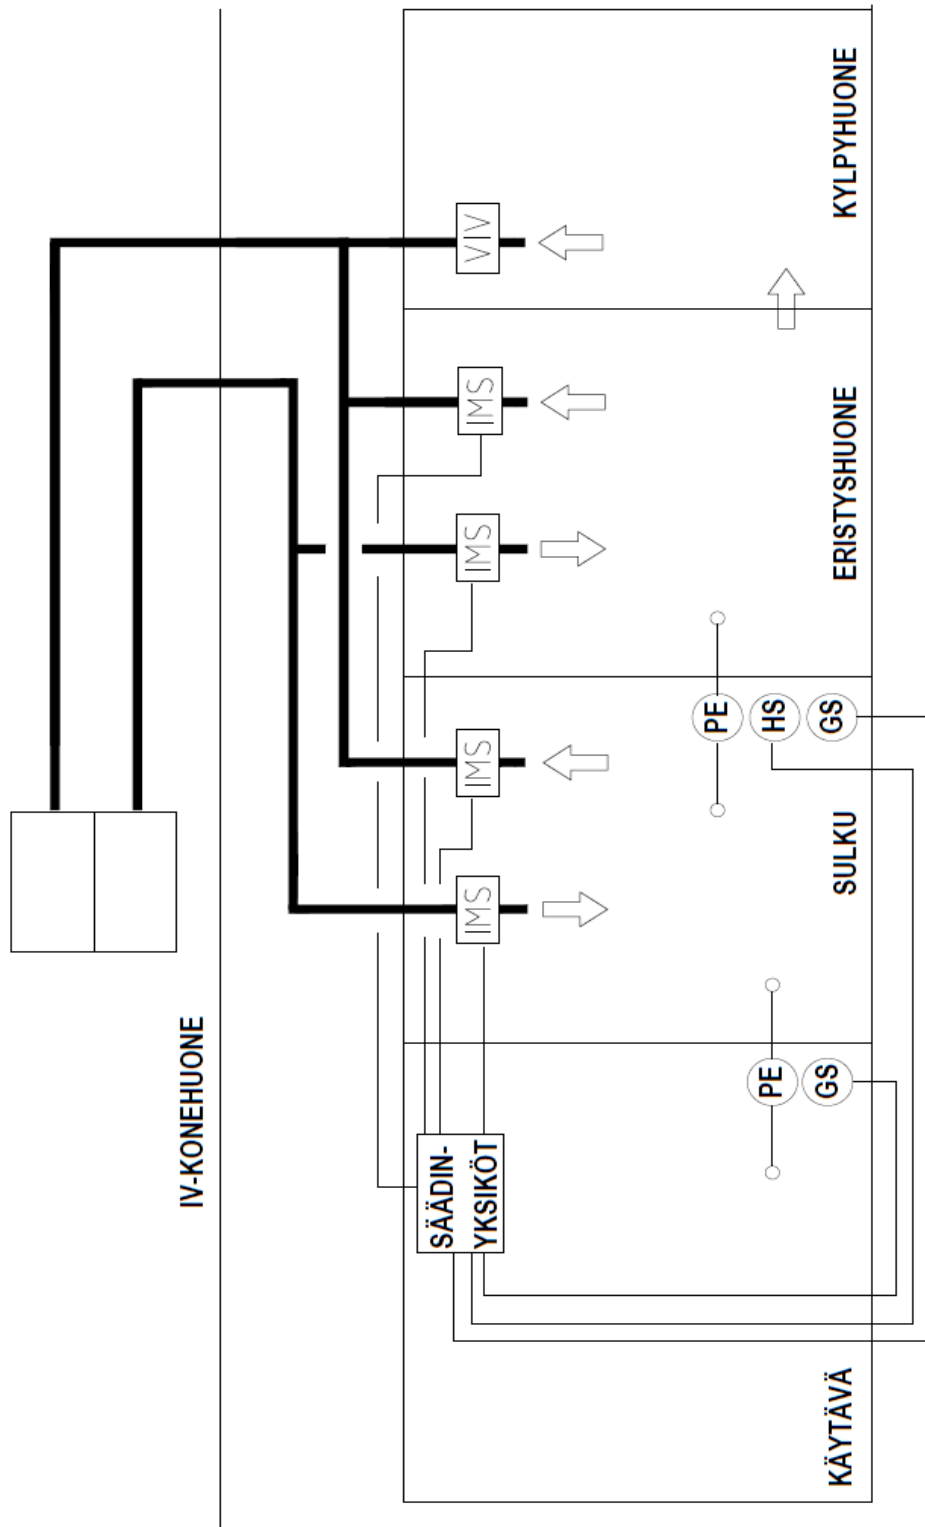 IV-KONEHUONE
SÄÄDIN-
YKSIKÖT
IMS
IMS
IMS
IMS
VIV
PE
GS
PE
HS
GS
KÄYTÄVÄ
SULKU
ERISTYSHUONE
KYLPYHUONE